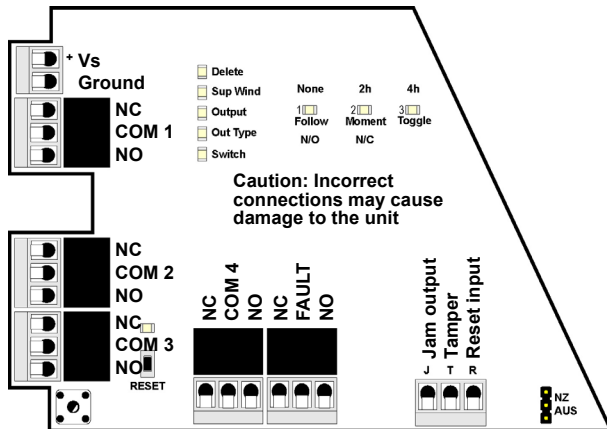 + Vs
Ground
NC
COM 1
NO
Delete
Sup Wind
Output
Out Type
Switch
None 2h 4h
1 2 3
Follow Moment Toggle
N/O N/C
Caution: Incorrect
connections may cause
damage to the unit
NC
COM 2
NO
NC
COM 3
NO
RESET
NC
COM 4
NO
NC
FAULT
NO
Jam output
Tamper
Reset input
J T R
NZ
AUS